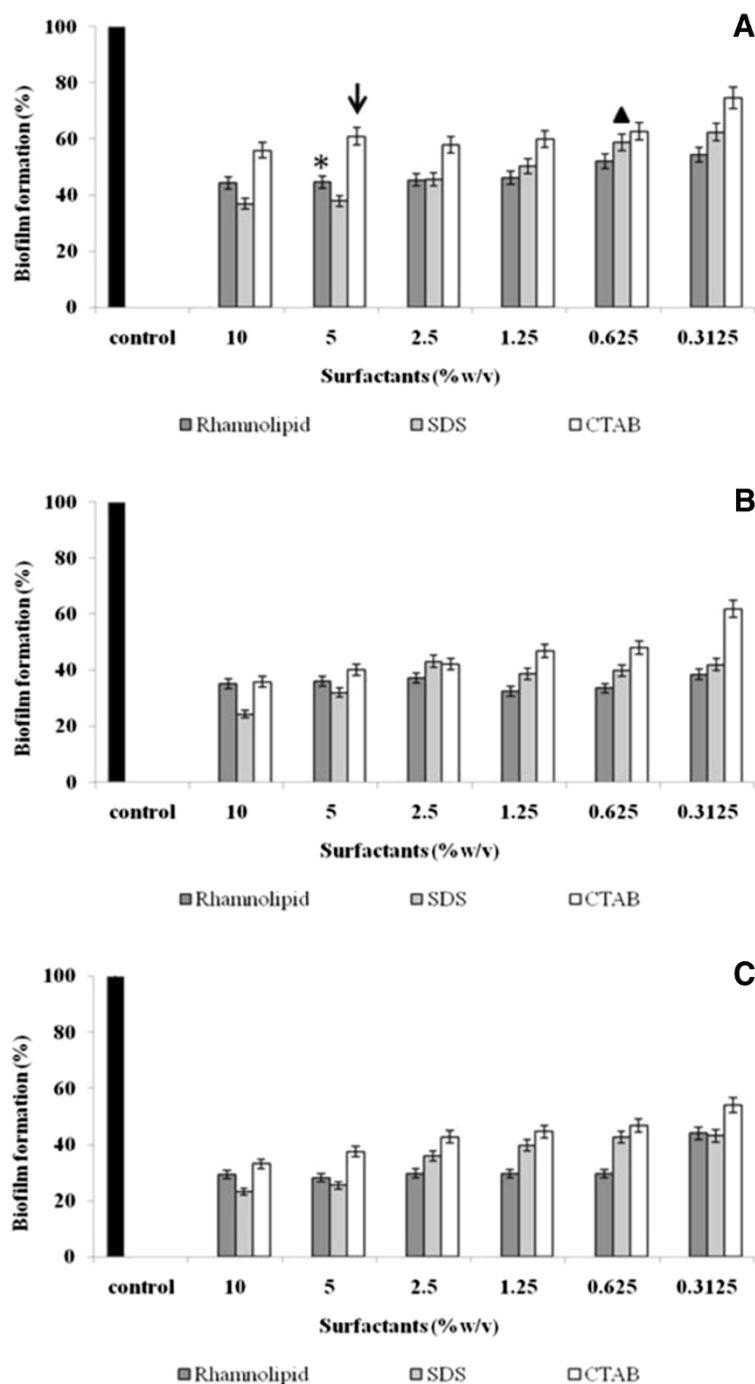 A
100
80
60
40
20
0
Biofilm formation (%)
*
control 10 5 2.5 1.25 0.625 0.3125
Surfactants (% w/v)
Rhamnolipid SDS CTAB
B
100
80
60
40
20
0
Biofilm formation (%)
control 10 5 2.5 1.25 0.625 0.3125
Surfactants (% w/v)
Rhamnolipid SDS CTAB
C
100
80
60
40
20
0
Biofilm formation (%)
control 10 5 2.5 1.25 0.625 0.3125
Surfactants (% w/v)
Rhamnolipid SDS CTAB